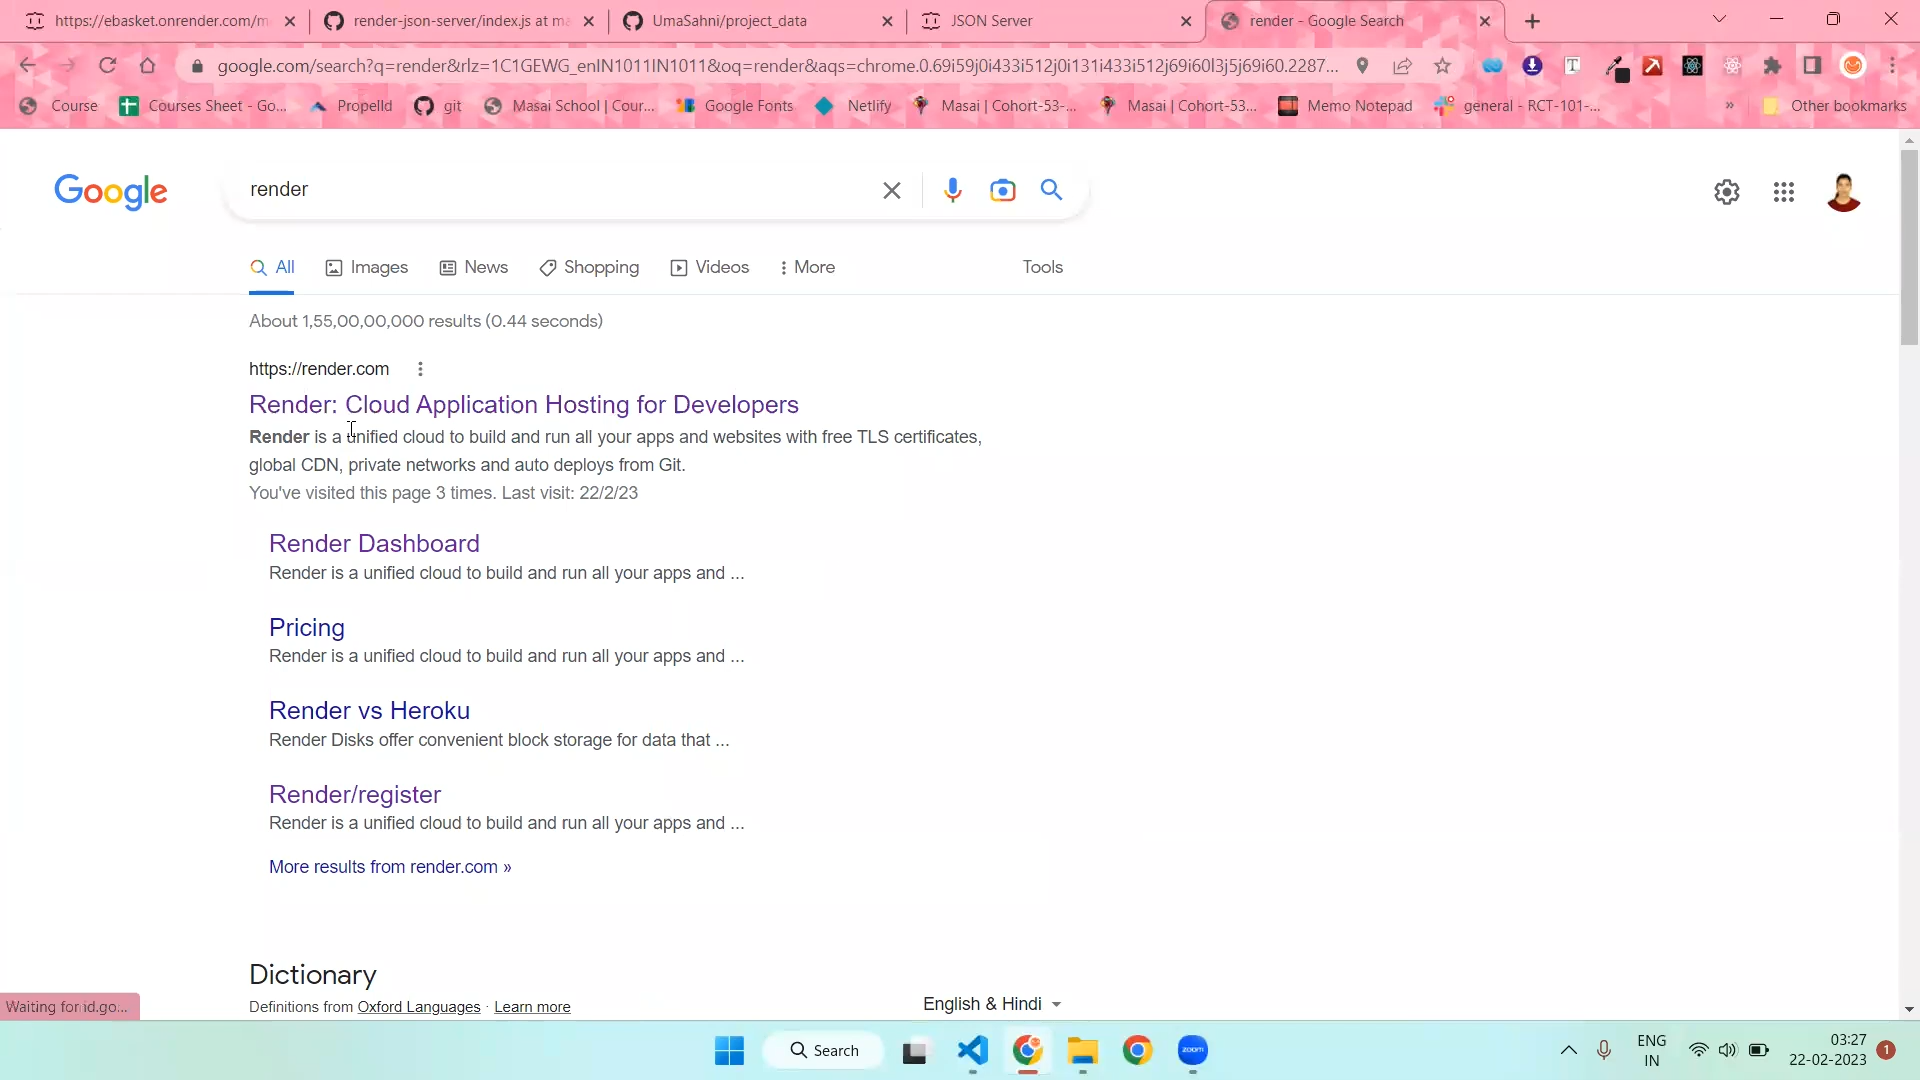 https://ebasket.onrender.com/m
render-json-server/index.js at ma
UmaSahni/project_data
JSON Server
render - Google Search
google.com/search?q=render&rlz=1C1GEWG_enIN1011IN1011&oq=render&aqs=chrome.0.69i59j0i433i512j0i131i433i512j69i60l3j5j69i60.2287...
Course
Courses Sheet - Go...
Propelld
git
Masai School | Cour...
Google Fonts
Netlify
Masai | Cohort-53-...
Masai | Cohort-53...
Memo Notepad
general - RCT-101-...
»
Other bookmarks
Google
render
All
Images
News
Shopping
Videos
More
Tools
About 1,55,00,00,000 results (0.44 seconds)
https://render.com
Render: Cloud Application Hosting for Developers
Render is a unified cloud to build and run all your apps and websites with free TLS certificates,
global CDN, private networks and auto deploys from Git.
You've visited this page 3 times. Last visit: 22/2/23
Render Dashboard
Render is a unified cloud to build and run all your apps and ...
Pricing
Render is a unified cloud to build and run all your apps and ...
Render vs Heroku
Render Disks offer convenient block storage for data that ...
Render/register
Render is a unified cloud to build and run all your apps and ...
More results from render.com »
Dictionary
Definitions from Oxford Languages · Learn more
English & Hindi
Waiting for id.go...
Search
zoom
ENG
IN
03:27
22-02-2023
1